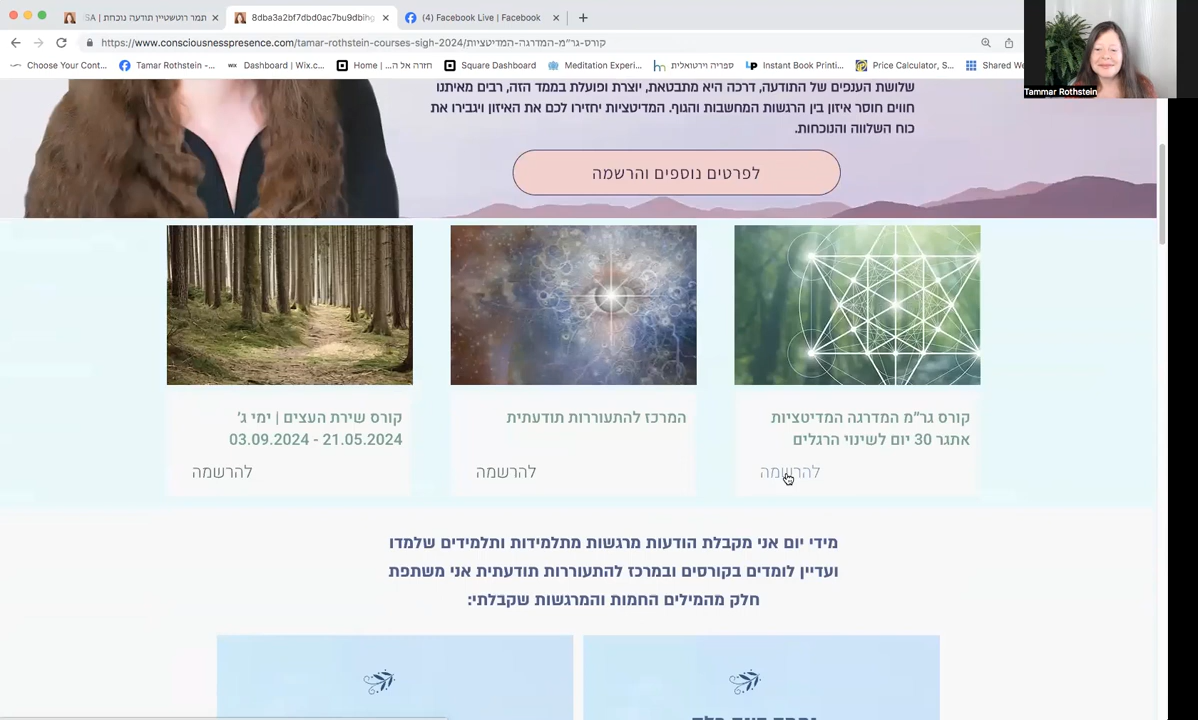 תמר רוטשטיין תודעה נוכחת | SA
8dba3a2bf7dbd0ac7bu9dbihg
(4) Facebook Live | Facebook
https://www.consciousnesspresence.com/tamar-rothstein-courses-sigh-2024/קורס-גר״מ-המדרגה-המדיטציות
Choose Your Cont...
Tamar Rothstein -...
Dashboard | Wix.c...
Home | ...חזרה אל ה
Square Dashboard
Meditation Experi...
ספריה וירטואלית
Instant Book Printi...
Price Calculator, S...
Shared We
Tammar Rothstein
שלושת הענפים של התודעה, דרכה היא מתבטאת, יוצרת ופועלת בממד הזה, רבים מאיתנו
חווים חוסר איזון בין הרגשות המחשבות והגוף. המדיטציות יחזירו לכם את האיזון ויגבירו את
כוח השלווה והנוכחות.
לפרטים נוספים והרשמה
קורס גר״מ המדרגה המדיטציות
אתגר 30 יום לשינוי הרגלים
להרשמה
המרכז להתעוררות תודעתית
להרשמה
קורס שירת העצים | ימי ג׳
03.09.2024 - 21.05.2024
להרשמה
מידי יום אני מקבלת הודעות מרגשות מתלמידות ותלמידים שלמדו
ועדיין לומדים בקורסים ובמרכז להתעוררות תודעתית אני משתפת
חלק מהמילים החמות והמרגשות שקבלתי: